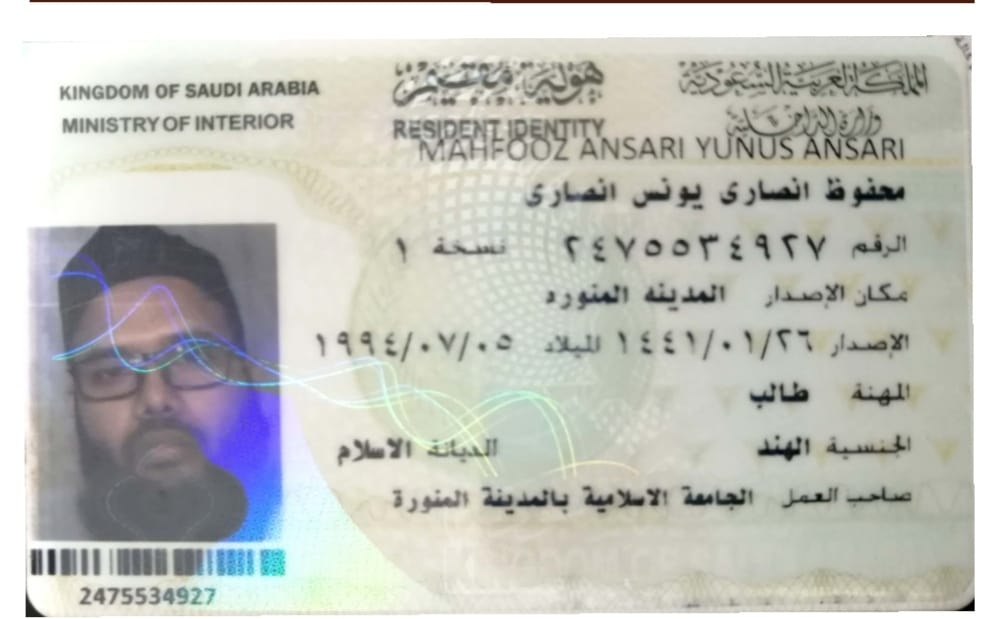 KINGDOM OF SAUDI ARABIA
هوية مقيم
المملكة العربية السعودية
MINISTRY OF INTERIOR
RESIDENT IDENTITY
وزارة الداخلية
MAHFOOZ ANSARI YUNUS ANSARI
محفوظ انصارى يونس انصارى
الرقم ٢٤٧٥٥٣٤٩٢٧ نسخة ١
مكان الإصدار المدينه المنوره
الإصدار ١٤٤١/٠١/٢٦ الميلاد ١٩٩٤/٠٧/٠٥
المهنة طالب
الجنسية الهند الديانة الاسلام
صاحب العمل الجامعة الاسلامية بالمدينة المنورة
2475534927